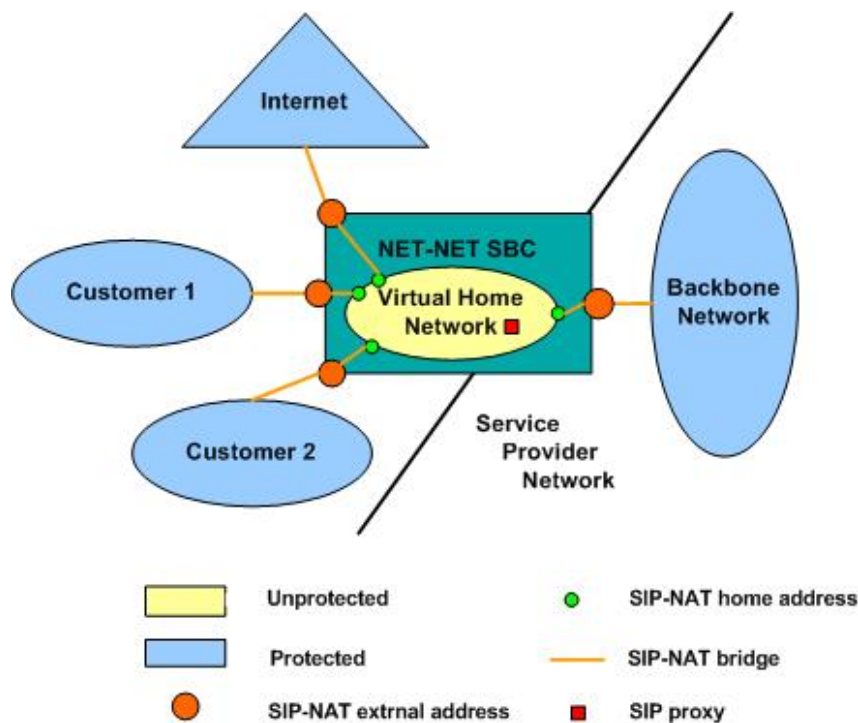 Internet
NET-NET SBC
Customer 1
Virtual Home
Network
Backbone
Network
Customer 2
Service
Provider
Network
Unprotected
SIP-NAT home address
Protected
SIP-NAT bridge
SIP-NAT extrnal address
SIP proxy